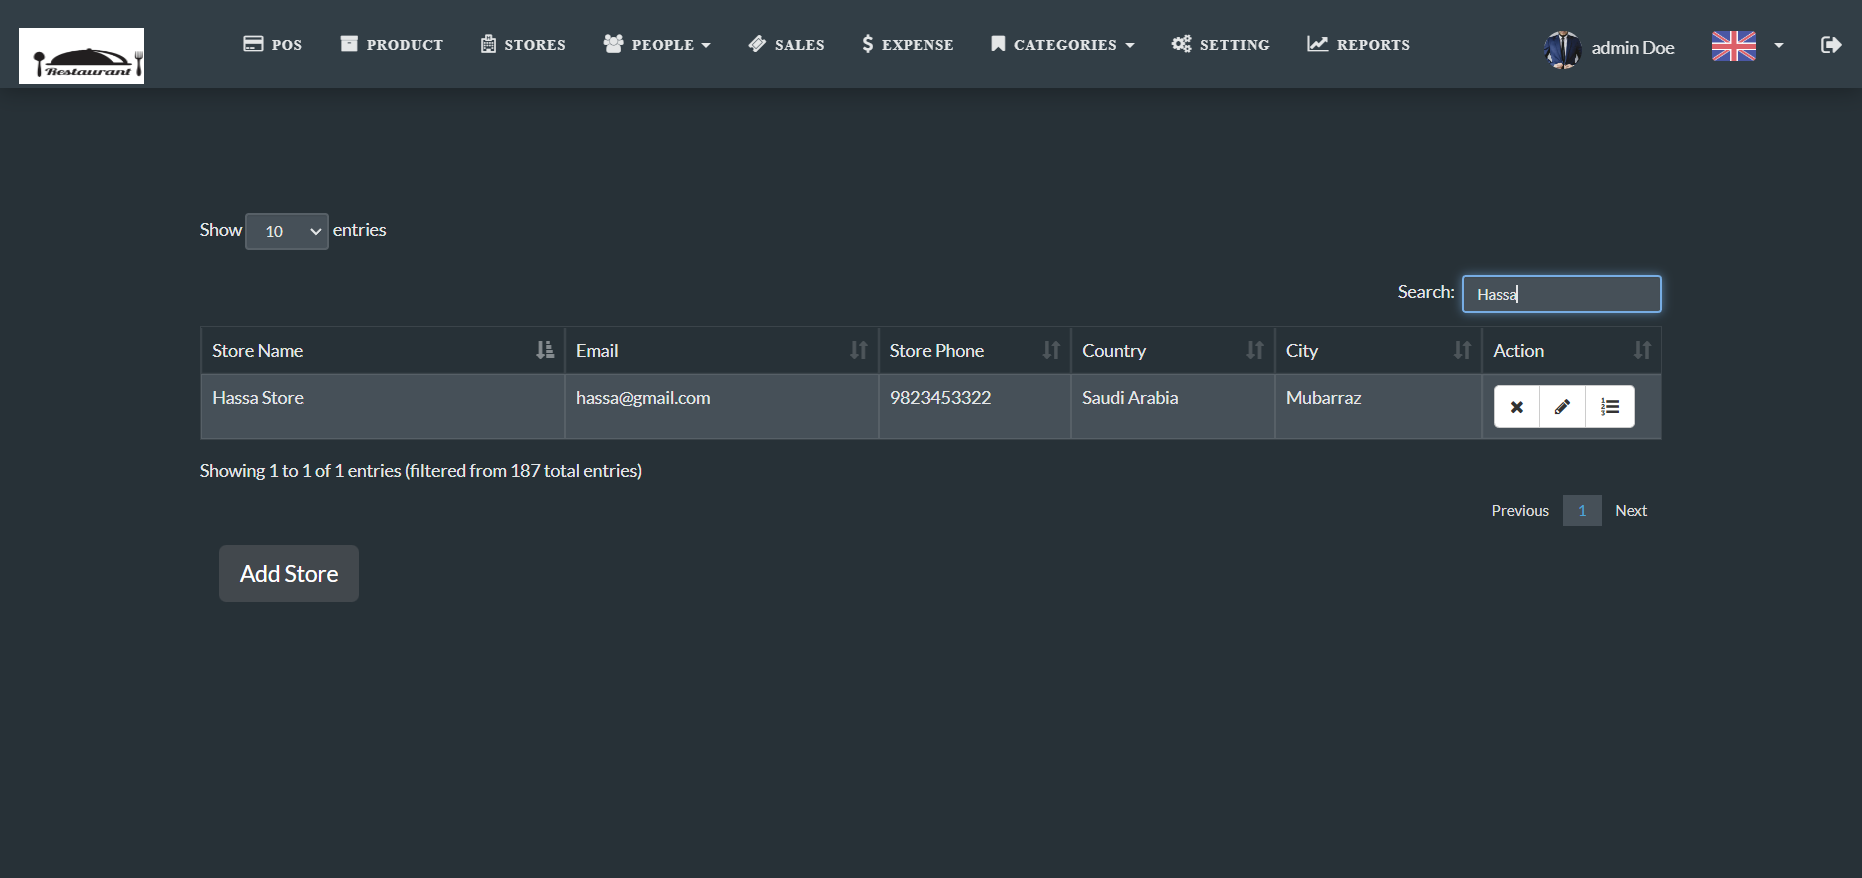 Restaurant
POS PRODUCT STORES PEOPLE SALES EXPENSE CATEGORIES SETTING REPORTS admin Doe
Show 10 entries
Search: Hassa
Store Name Email Store Phone Country City Action
Hassa Store hassa@gmail.com 9823453322 Saudi Arabia Mubarraz
Showing 1 to 1 of 1 entries (filtered from 187 total entries)
Previous 1 Next
Add Store